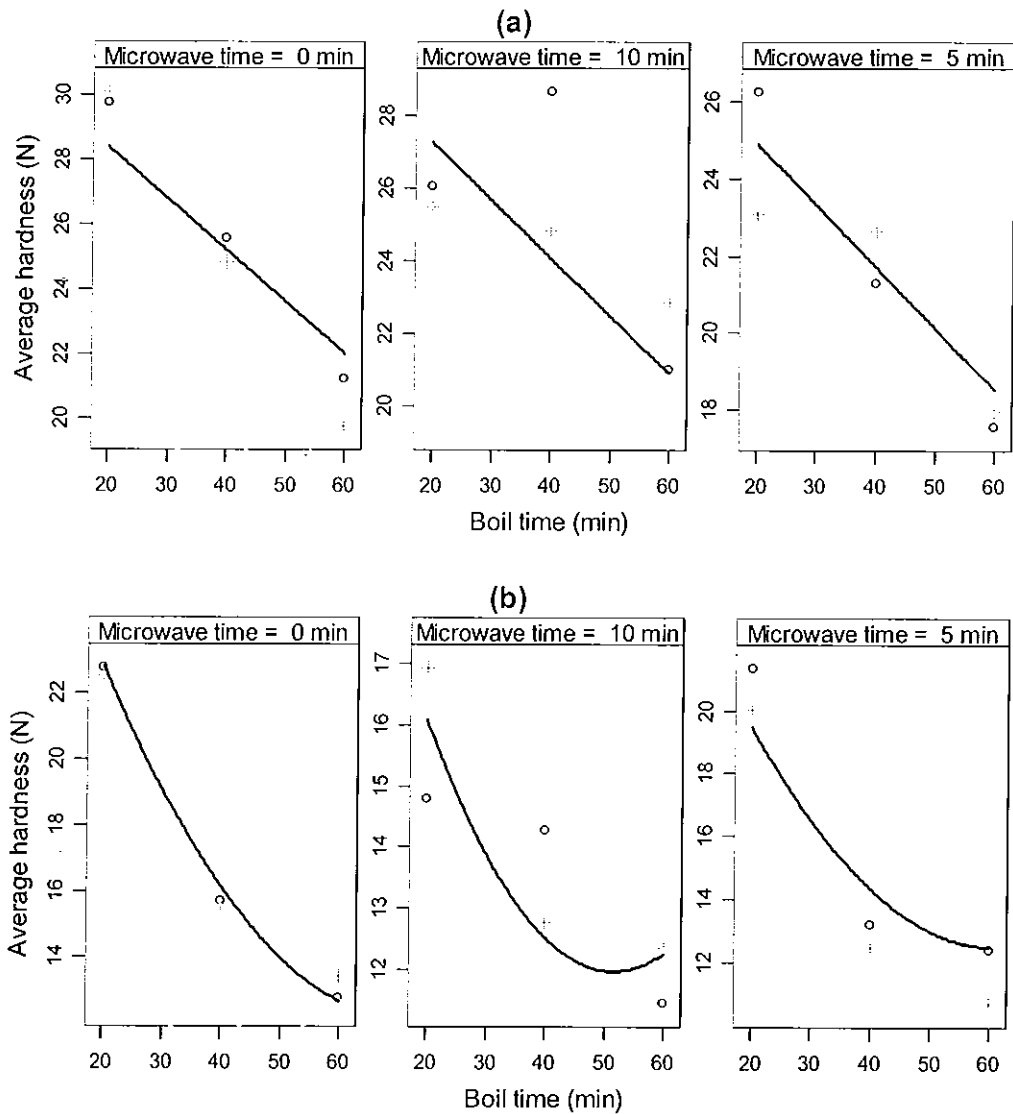 (a)
Microwave time = 0 min
Microwave time = 10 min
Microwave time = 5 min
Average hardness (N)
30
28
26
24
22
20
28
26
24
22
20
26
24
22
20
18
20 30 40 50 60
20 30 40 50 60
20 30 40 50 60
Boil time (min)
(b)
Microwave time = 0 min
Microwave time = 10 min
Microwave time = 5 min
Average hardness (N)
22
20
18
16
14
17
16
15
14
13
12
20
18
16
14
12
20 30 40 50 60
20 30 40 50 60
20 30 40 50 60
Boil time (min)